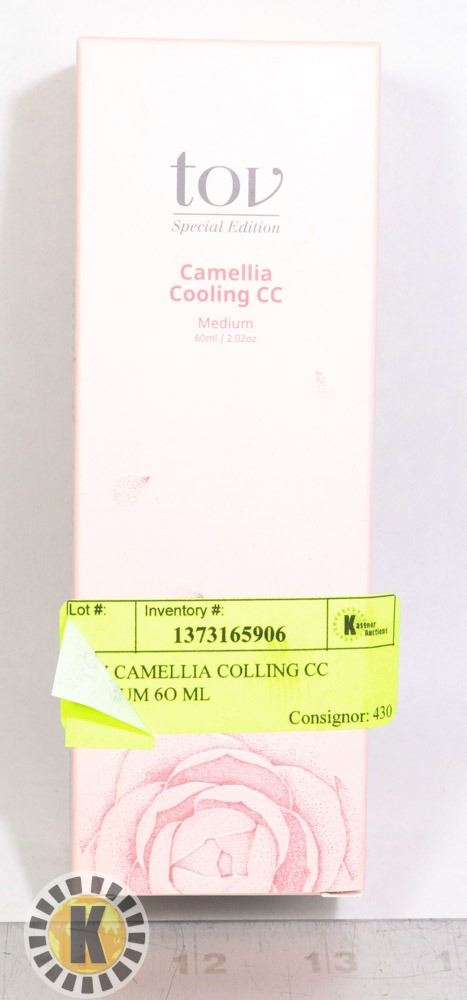 tov
Special Edition
Camellia
Cooling CC
Medium
60ml / 2.02oz
Lot #:
Inventory #:
1373165906
Kastner
Auctions
CAMELLIA COLLING CC
UM 6O ML
Consignor: 430
K
12 13